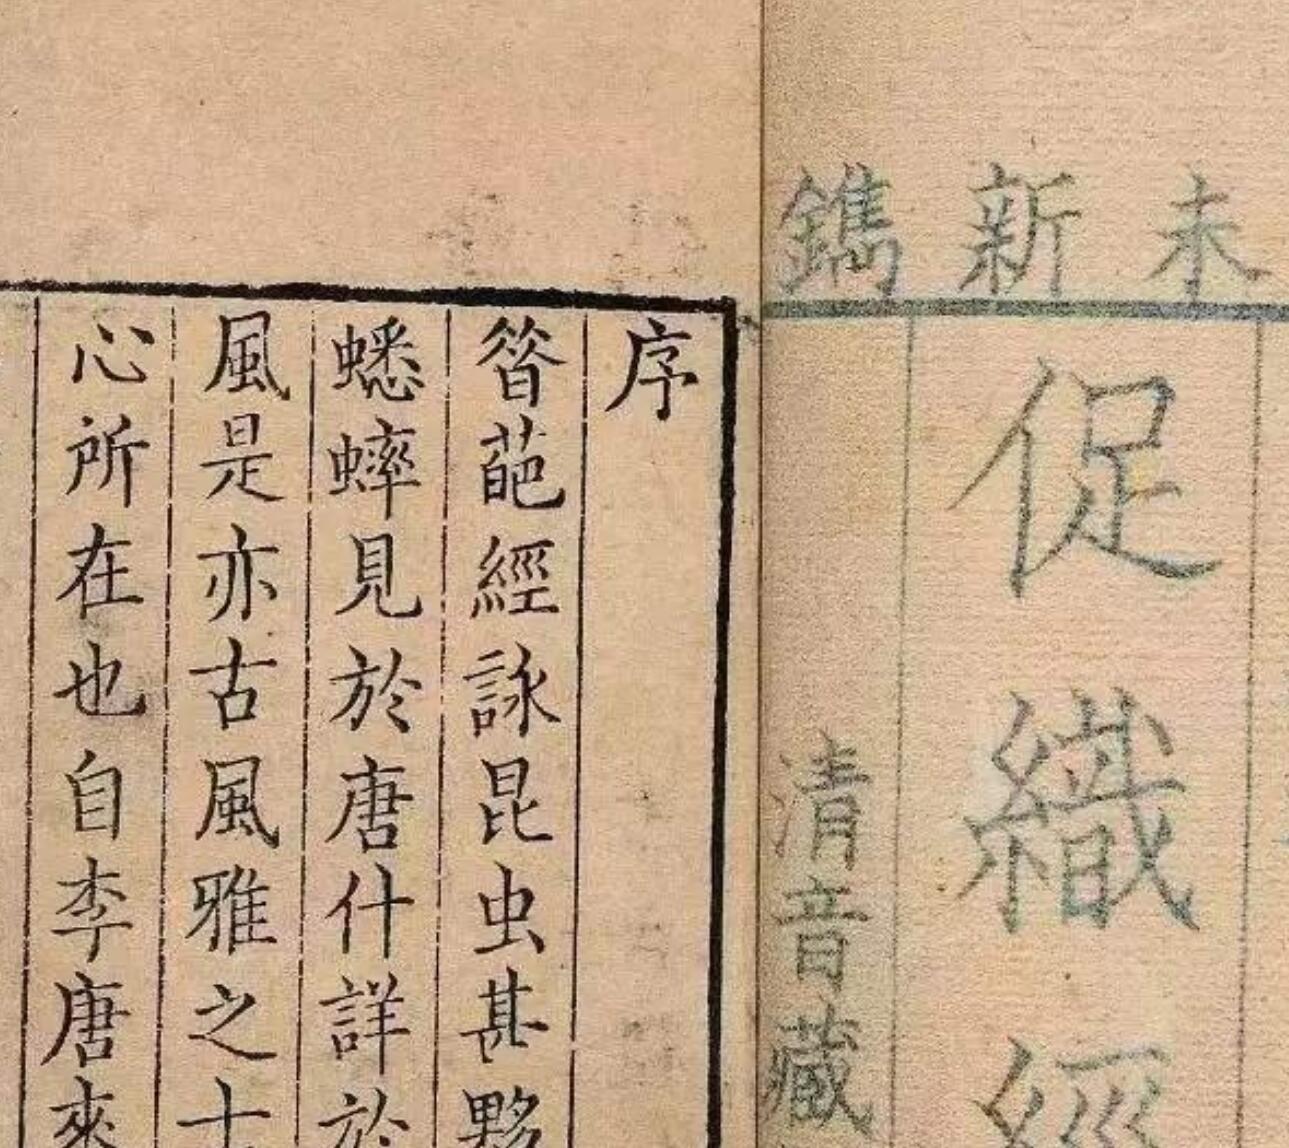 未新鐫
促織經
清音藏
序
㫺葩經詠昆虫甚夥
蟋蟀見於唐什詳於
風是亦古風雅之
心所在也自李唐來